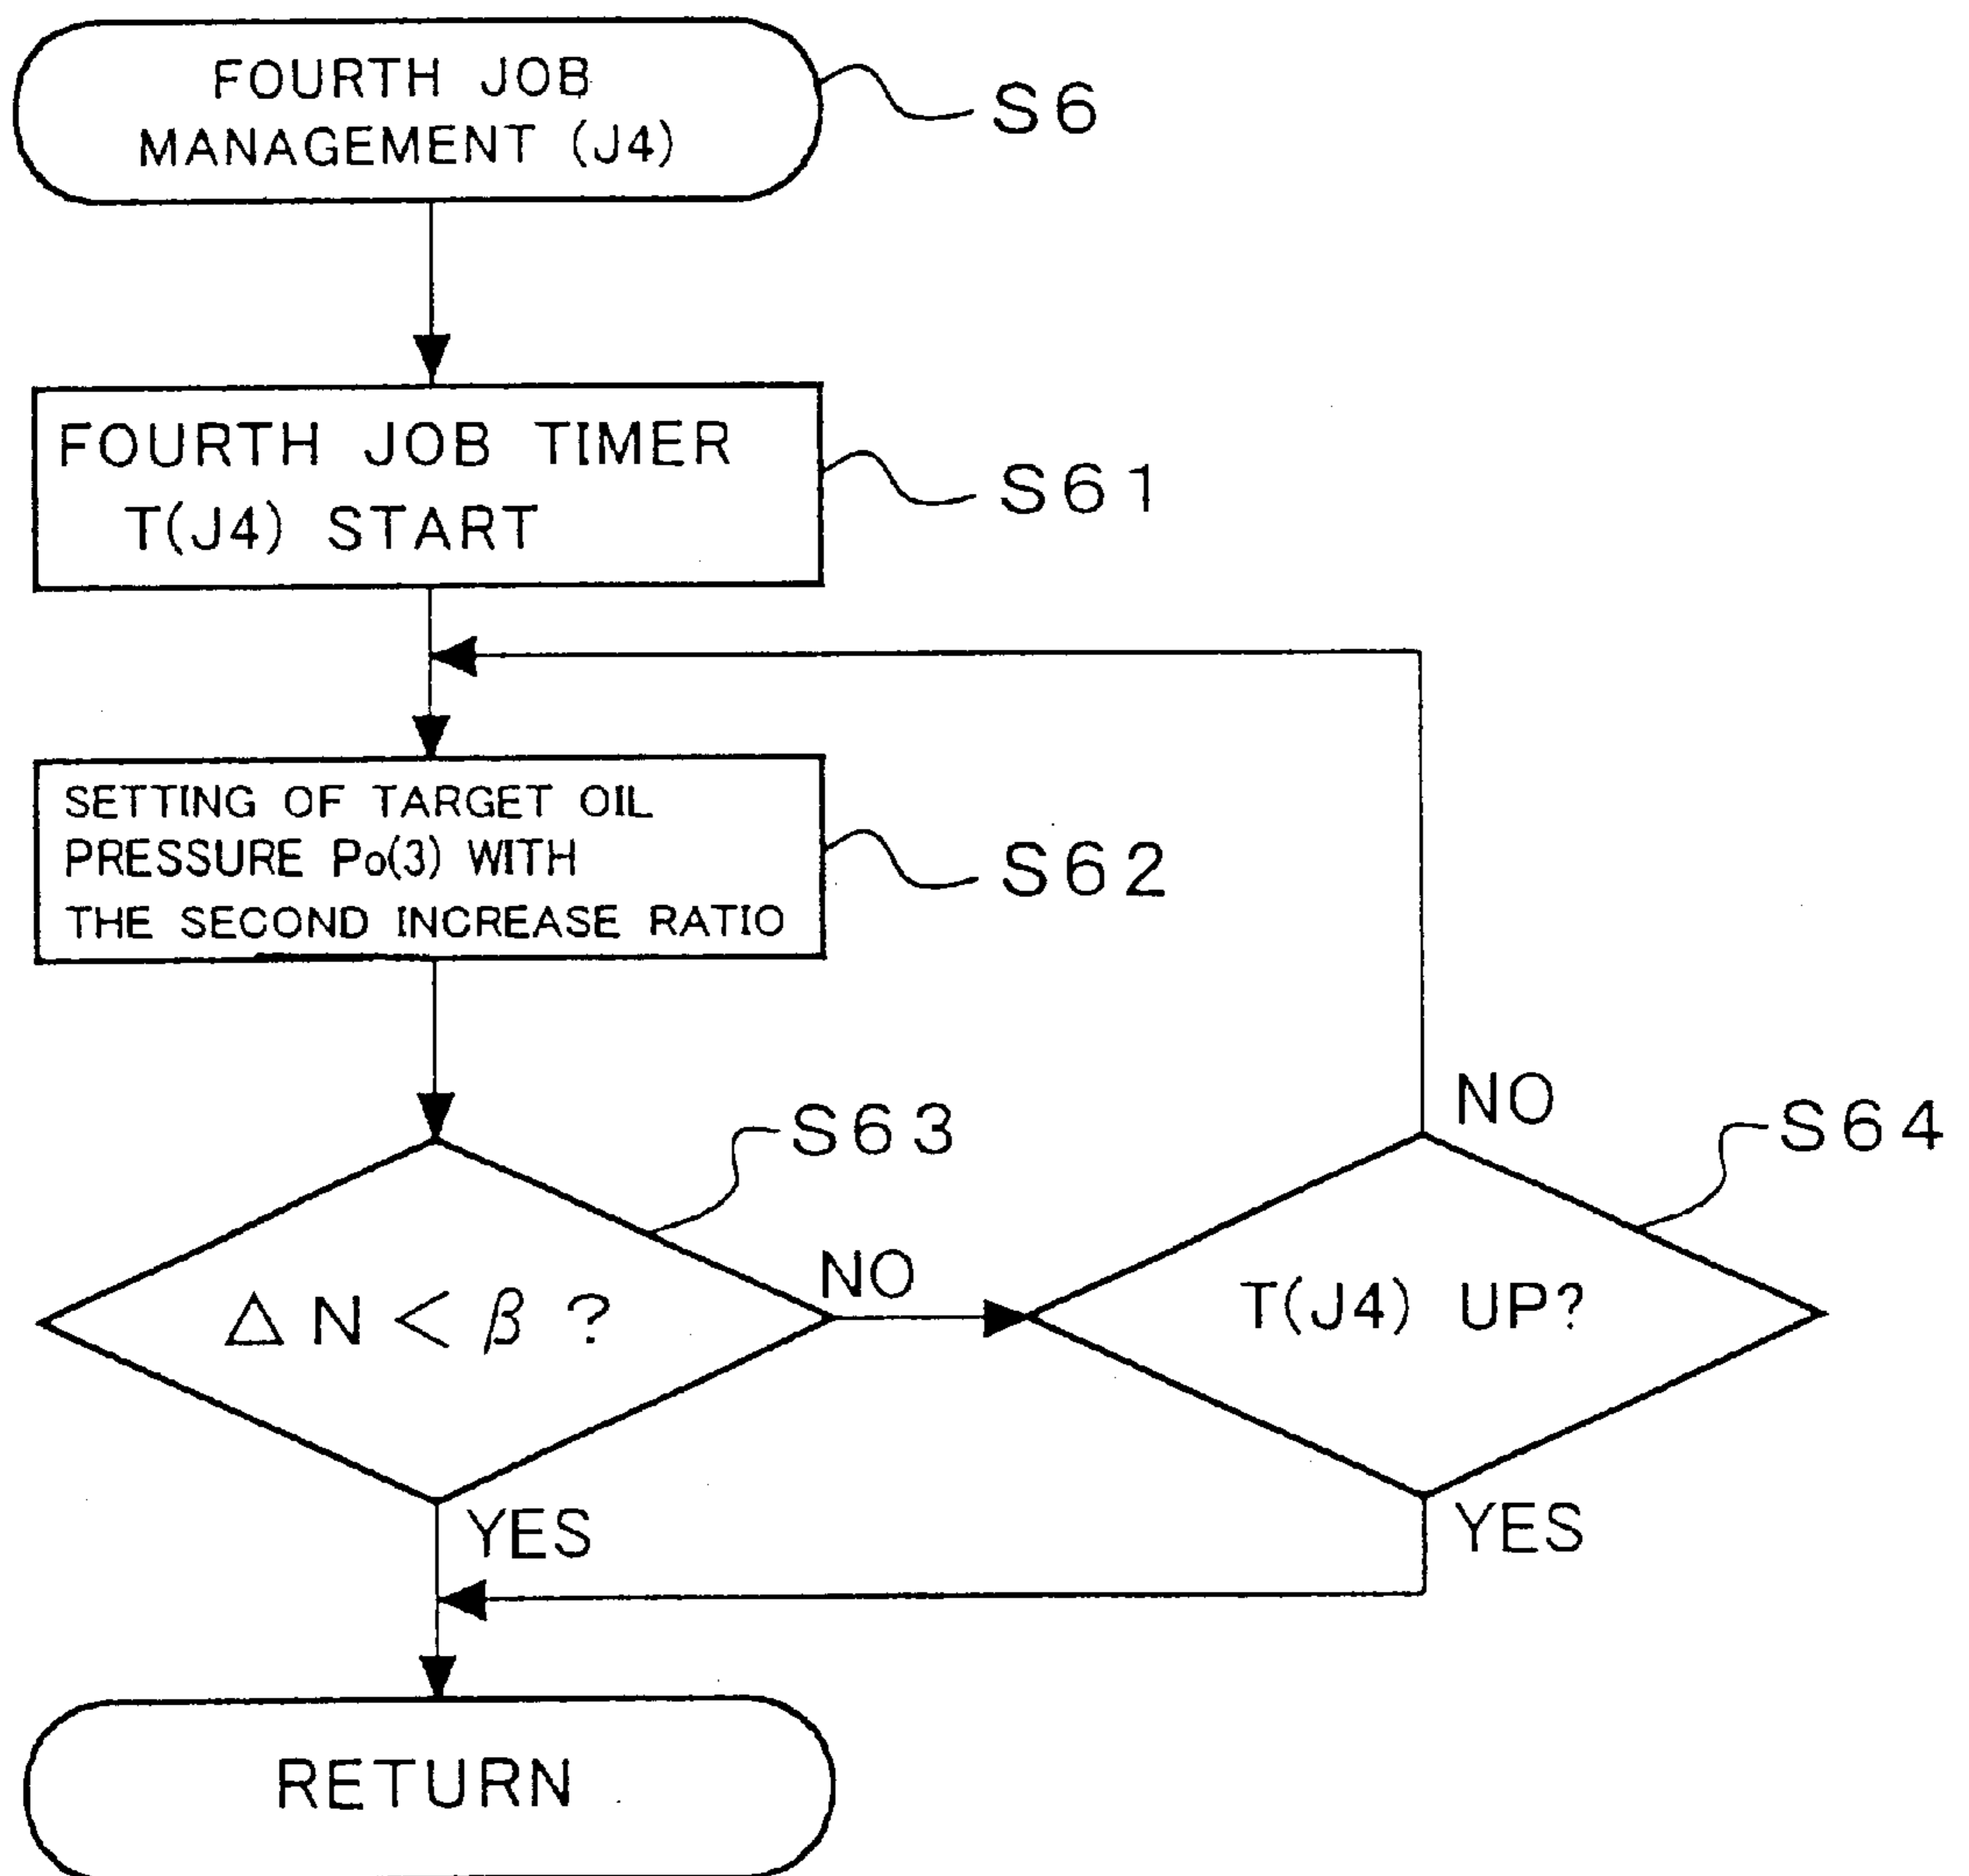 FOURTH JOB
MANAGEMENT (J4)
S6
FOURTH JOB TIMER
T(J4) START
S61
SETTING OF TARGET OIL
PRESSURE Po(3) WITH
THE SECOND INCREASE RATIO
S62
S63
NO
S64
△N < β ?
NO
T(J4) UP?
YES
YES
RETURN